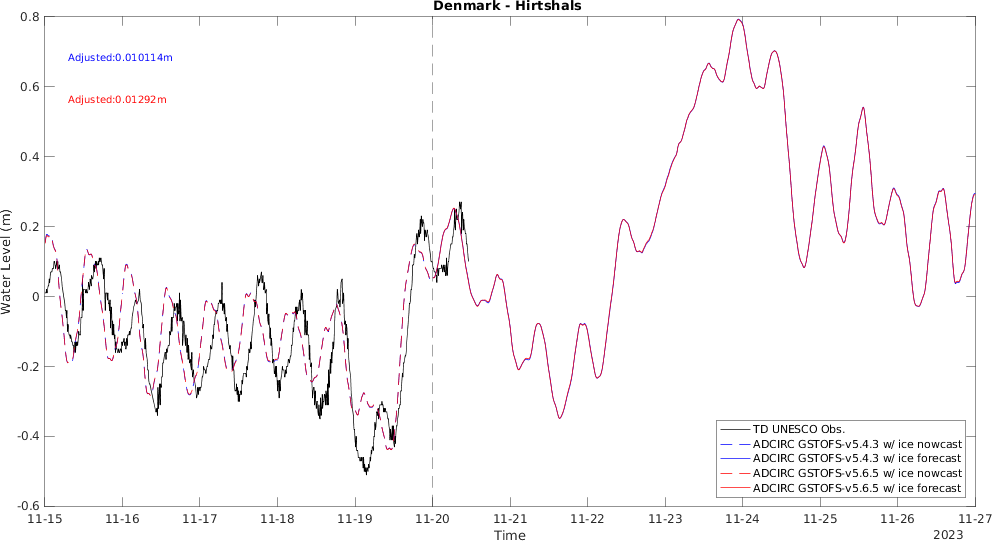 Denmark - Hirtshals
Adjusted:0.010114m
Adjusted:0.01292m
Water Level (m)
0.8
0.6
0.4
0.2
0
-0.2
-0.4
-0.6
TD UNESCO Obs.
ADCIRC GSTOFS-v5.4.3 w/ ice nowcast
ADCIRC GSTOFS-v5.4.3 w/ ice forecast
ADCIRC GSTOFS-v5.6.5 w/ ice nowcast
ADCIRC GSTOFS-v5.6.5 w/ ice forecast
11-15 11-16 11-17 11-18 11-19 11-20 11-21 11-22 11-23 11-24 11-25 11-26 11-27
Time
2023